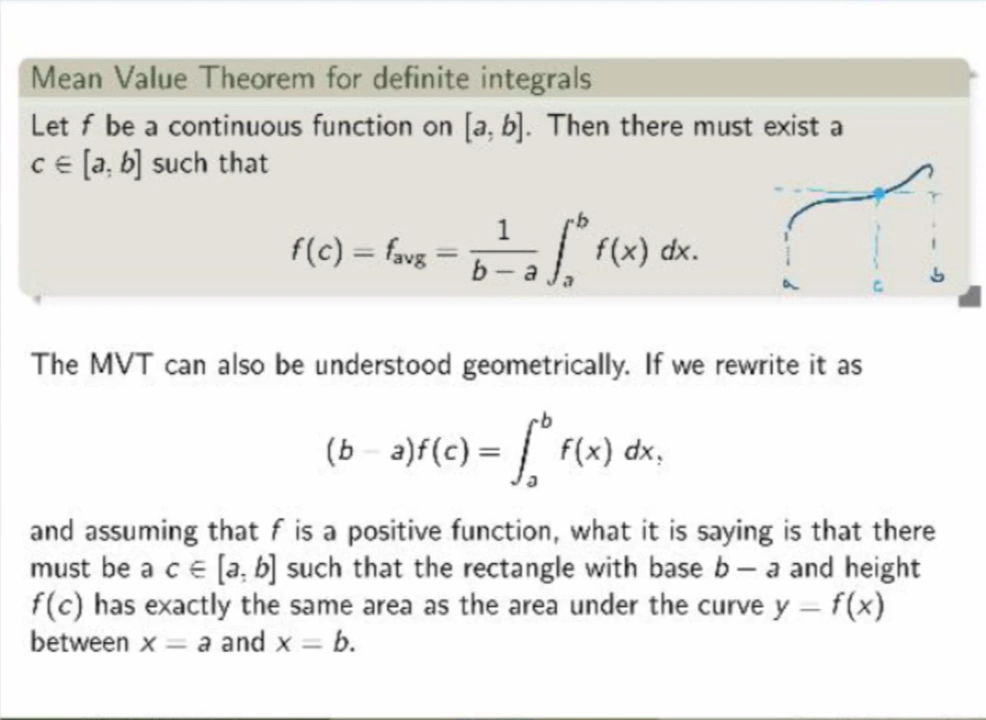 Mean Value Theorem for definite integrals
Let f be a continuous function on [a, b]. Then there must exist a
c ∈ [a, b] such that
f(c) = f_avg = 1/(b − a) ∫_a^b f(x) dx.
a c b
The MVT can also be understood geometrically. If we rewrite it as
(b − a)f(c) = ∫_a^b f(x) dx,
and assuming that f is a positive function, what it is saying is that there
must be a c ∈ [a, b] such that the rectangle with base b − a and height
f(c) has exactly the same area as the area under the curve y = f(x)
between x = a and x = b.